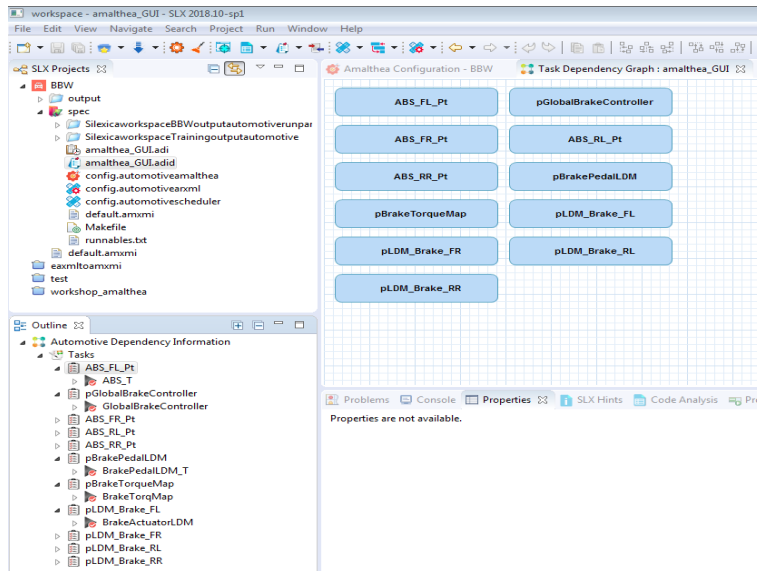 workspace - amalthea_GUI - SLX 2018.10-sp1
File Edit View Navigate Search Project Run Window Help
SLX Projects
BBW
output
spec
SilexicaworkspaceBBWoutputautomotiverunpar
SilexicaworkspaceTrainingoutputautomotive
amalthea_GUI.adi
amalthea_GUI.adid
config.automotiveamalthea
config.automotivearxml
config.automotivescheduler
default.amxmi
Makefile
runnables.txt
default.amxmi
eaxmltoamxmi
test
workshop_amalthea
Outline
Automotive Dependency Information
Tasks
ABS_FL_Pt
ABS_T
pGlobalBrakeController
GlobalBrakeController
ABS_FR_Pt
ABS_RL_Pt
ABS_RR_Pt
pBrakePedalLDM
BrakePedalLDM_T
pBrakeTorqueMap
BrakeTorqMap
pLDM_Brake_FL
BrakeActuatorLDM
pLDM_Brake_FR
pLDM_Brake_RL
pLDM_Brake_RR
Amalthea Configuration - BBW Task Dependency Graph : amalthea_GUI
ABS_FL_Pt pGlobalBrakeController
ABS_FR_Pt ABS_RL_Pt
ABS_RR_Pt pBrakePedalLDM
pBrakeTorqueMap pLDM_Brake_FL
pLDM_Brake_FR pLDM_Brake_RL
pLDM_Brake_RR
Problems Console Properties SLX Hints Code Analysis Pr
Properties are not available.